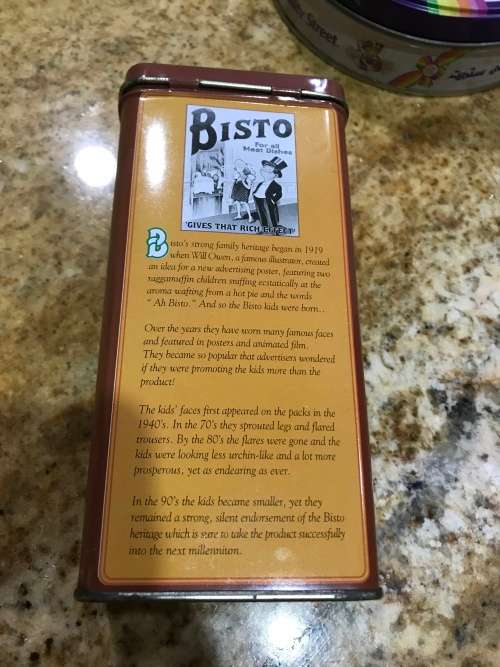 Street
BISTO
For all
Meat Dishes
'GIVES THAT RICH EFFECT'
Bisto's strong family heritage began in 1919
when Will Owen, a famous illustrator, created
an idea for a new advertising poster, featuring two
raggamuffin children sniffing ecstatically at the
aroma wafting from a hot pie and the words
"Ah Bisto." And so the Bisto kids were born..
Over the years they have worn many famous faces
and featured in posters and animated film.
They became so popular that advertisers wondered
if they were promoting the kids more than the
product!
The kids' faces first appeared on the packs in the
1940's. In the 70's they sprouted legs and flared
trousers. By the 80's the flares were gone and the
kids were looking less urchin-like and a lot more
prosperous, yet as endearing as ever.
In the 90's the kids became smaller, yet they
remained a strong, silent endorsement of the Bisto
heritage which is sure to take the product successfully
into the next millennium.